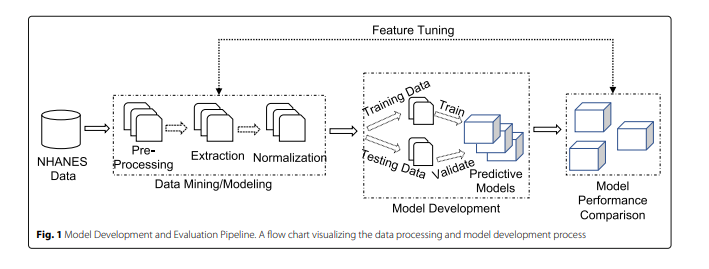 Feature Tuning
NHANES
Data
Pre-
Processing
Extraction
Normalization
Data Mining/Modeling
Training Data
Train
Testing Data
Validate
Predictive
Models
Model Development
Model
Performance
Comparison
Fig. 1 Model Development and Evaluation Pipeline. A flow chart visualizing the data processing and model development process